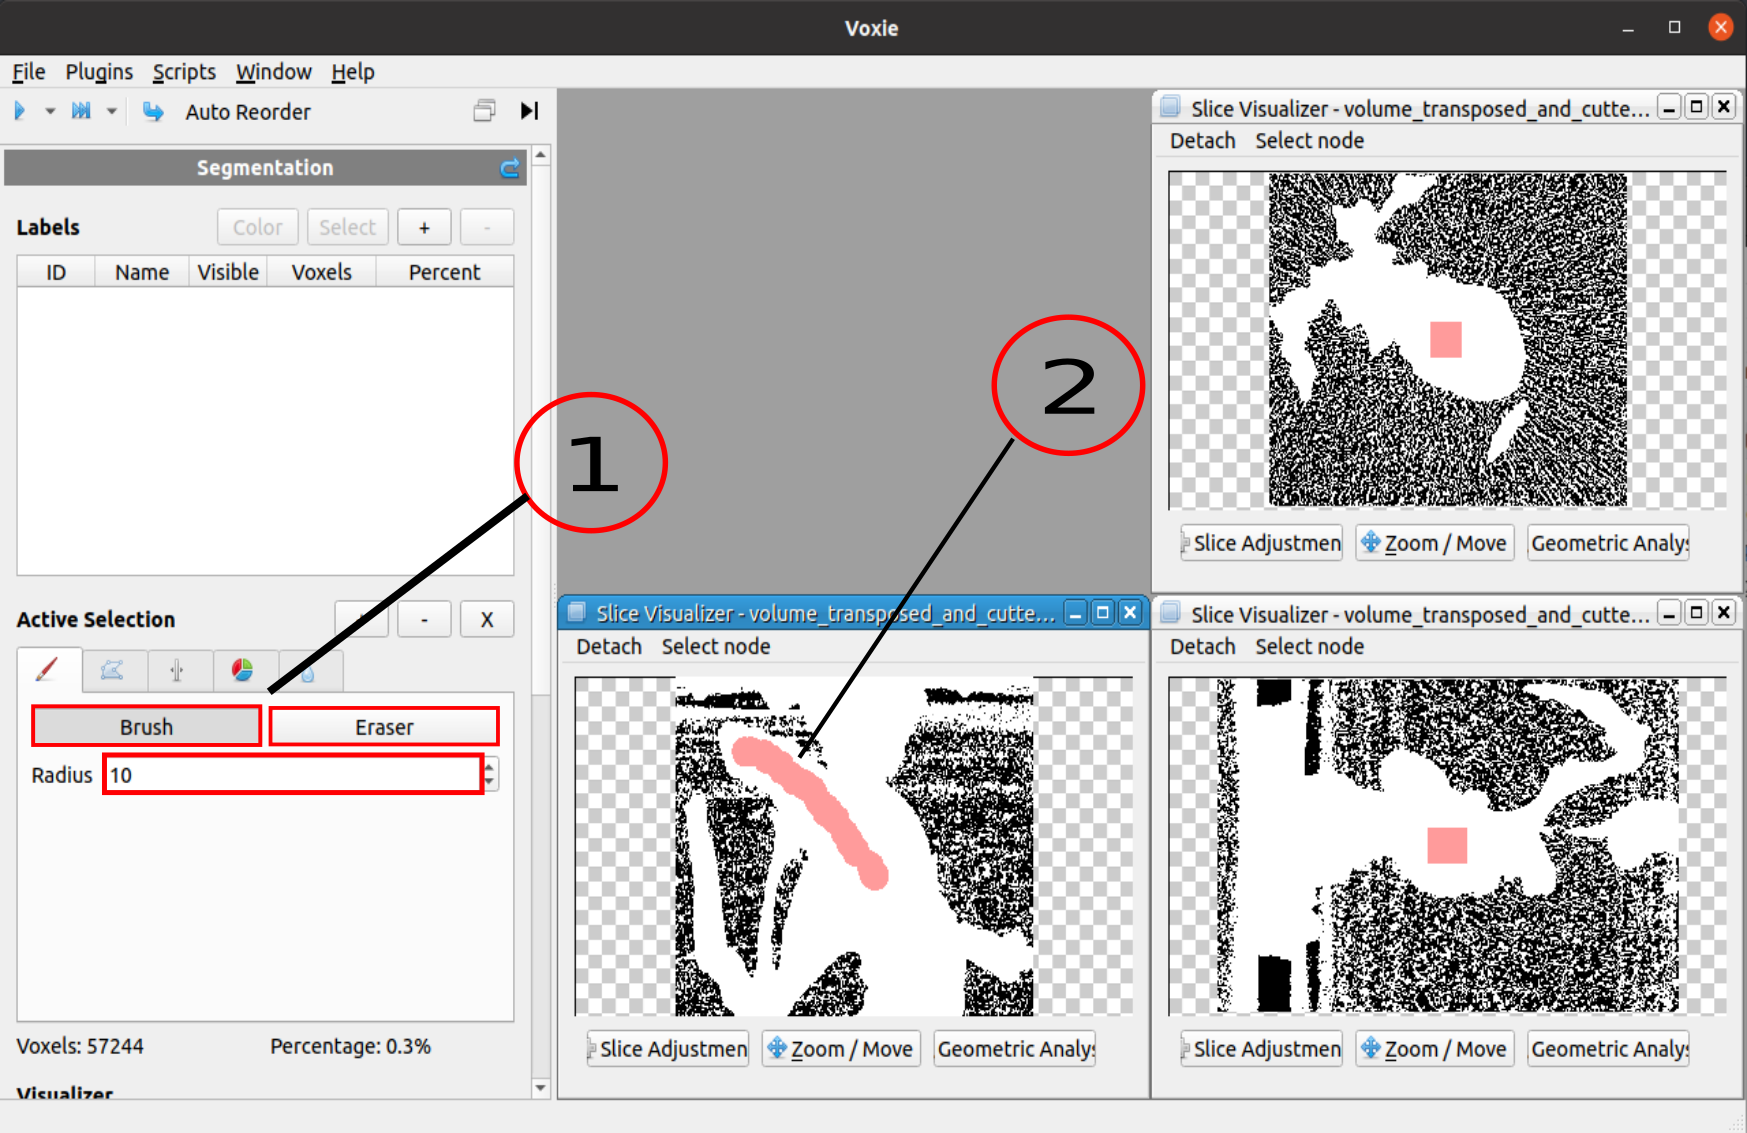 Voxie
File Plugins Scripts Window Help
Auto Reorder
Segmentation
Labels Color Select + -
ID Name Visible Voxels Percent
1
Active Selection - X
Brush Eraser
Radius 10
Voxels: 57244 Percentage: 0.3%
Visualizer
2
Slice Visualizer - volume_transposed_and_cutte...
Detach Select node
Slice Adjustmen Zoom / Move Geometric Analys
Slice Visualizer - volume_transposed_and_cutte...
Detach Select node
Slice Adjustmen Zoom / Move Geometric Analys
Slice Visualizer - volume_transposed_and_cutte...
Detach Select node
Slice Adjustmen Zoom / Move Geometric Analys